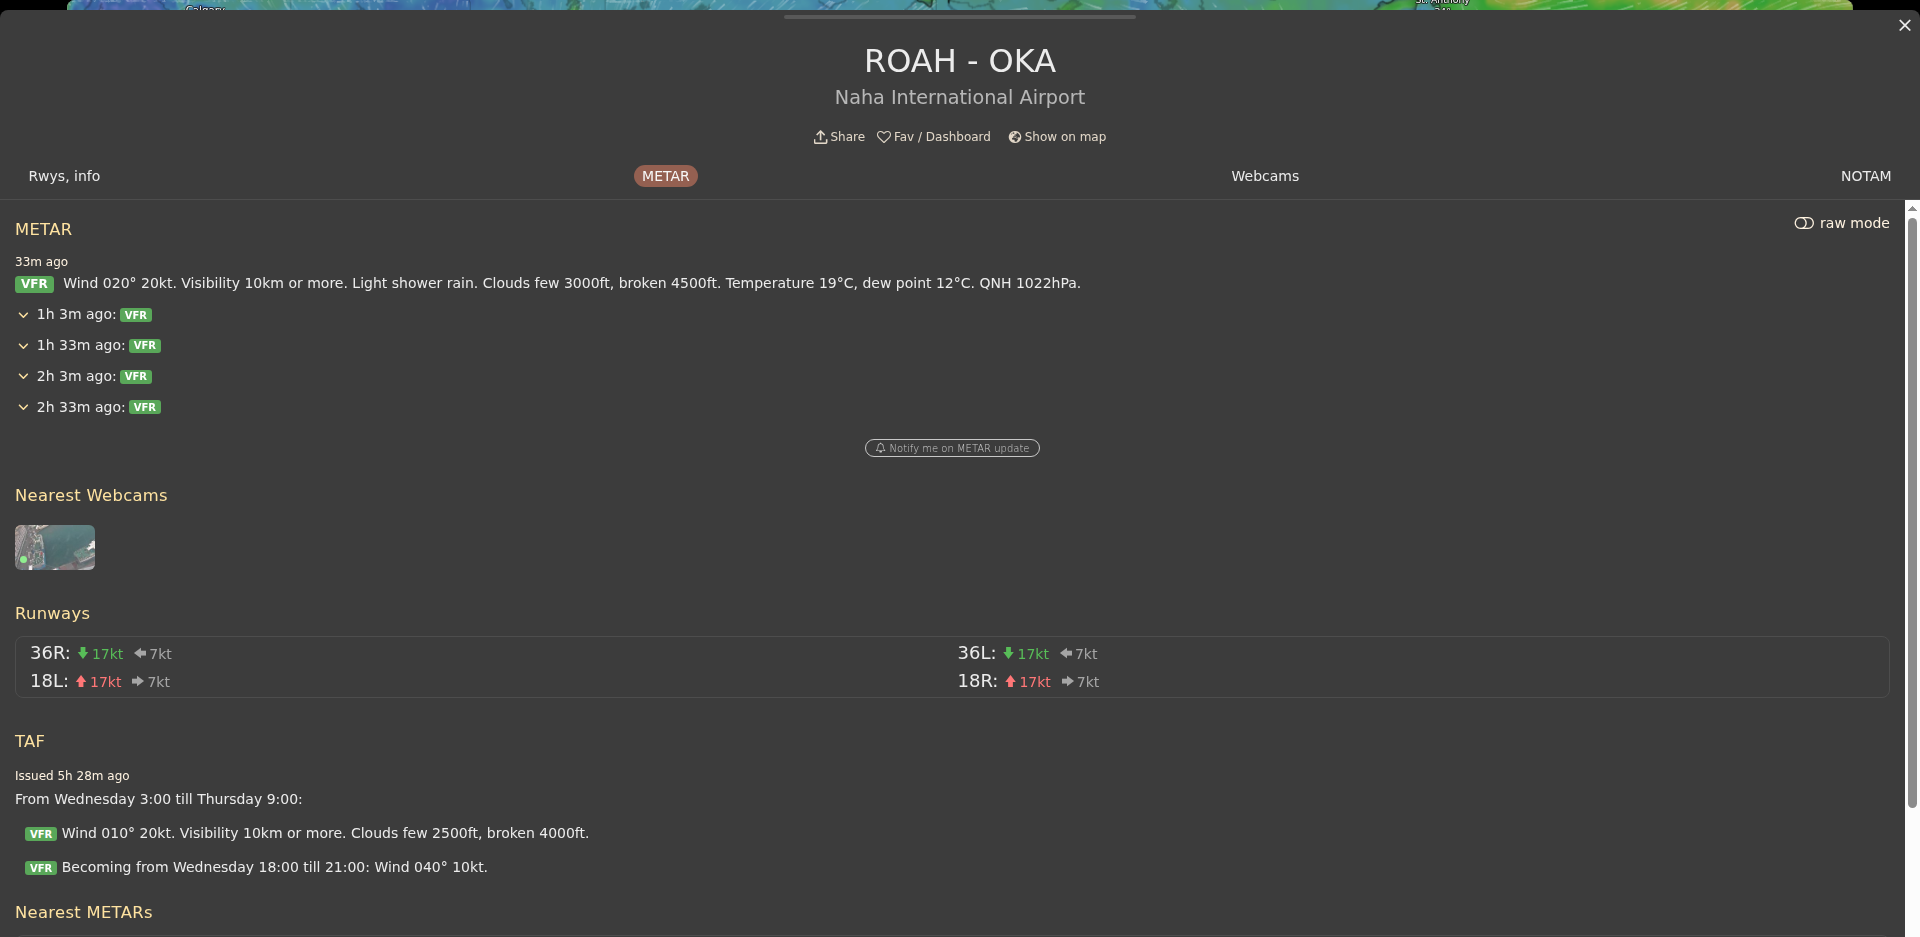 Calgary
St. Anthony
ROAH - OKA
Naha International Airport
Share Fav / Dashboard Show on map
Rwys, info METAR Webcams NOTAM
METAR
raw mode
33m ago
VFR Wind 020° 20kt. Visibility 10km or more. Light shower rain. Clouds few 3000ft, broken 4500ft. Temperature 19°C, dew point 12°C. QNH 1022hPa.
1h 3m ago: VFR
1h 33m ago: VFR
2h 3m ago: VFR
2h 33m ago: VFR
Notify me on METAR update
Nearest Webcams
Runways
36R: 17kt 7kt 36L: 17kt 7kt
18L: 17kt 7kt 18R: 17kt 7kt
TAF
Issued 5h 28m ago
From Wednesday 3:00 till Thursday 9:00:
VFR Wind 010° 20kt. Visibility 10km or more. Clouds few 2500ft, broken 4000ft.
VFR Becoming from Wednesday 18:00 till 21:00: Wind 040° 10kt.
Nearest METARs